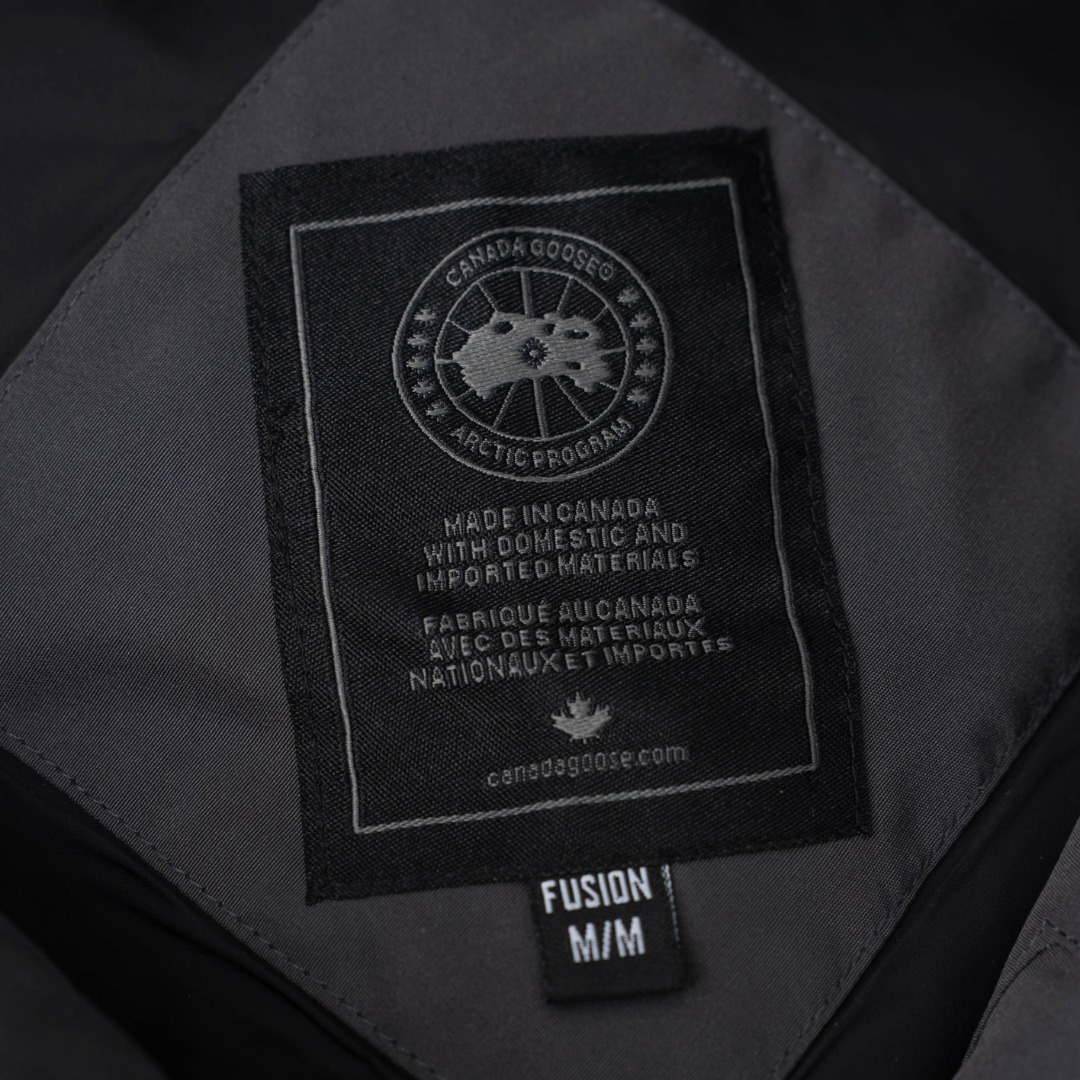 CANADA GOOSE®
ARCTIC PROGRAM
MADE IN CANADA
WITH DOMESTIC AND
IMPORTED MATERIALS
FABRIQUÉ AU CANADA
AVEC DES MATERIAUX
NATIONAUX ET IMPORTES
canadagoose.com
FUSION
M/M